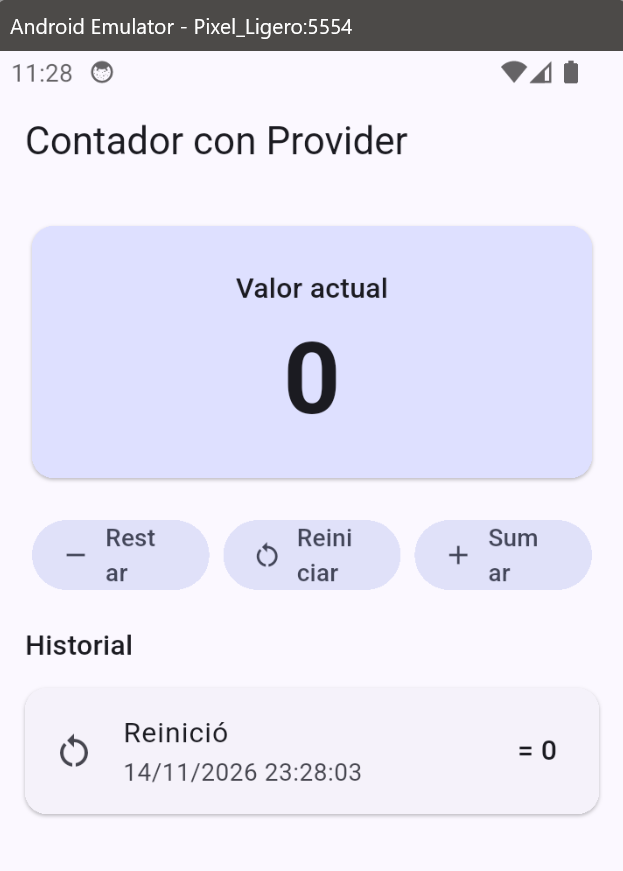 Android Emulator - Pixel_Ligero:5554
11:28
Contador con Provider
Valor actual
0
Rest
ar
Reini
ciar
Sum
ar
Historial
Reinició
14/11/2026 23:28:03
= 0